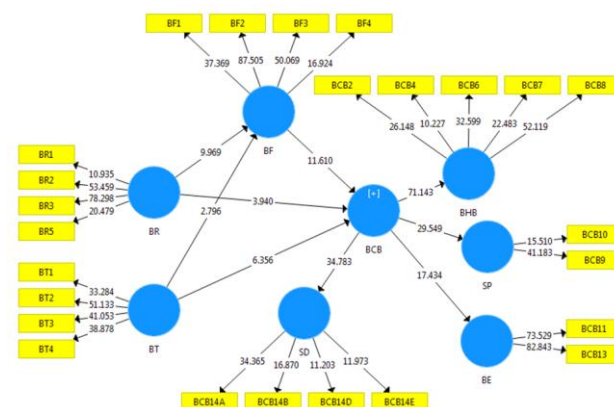 BF1 BF2 BF3 BF4
37.369 87.505 50.069 16.924
BF
BCB2 BCB4 BCB6 BCB7 BCB8
26.148 10.227 32.599 22.483 52.119
BHB
BR1
BR2
BR3
BR5
10.935
53.459
78.298
20.479
BR
9.969
11.610
3.940
2.796
6.356
[+]
BCB
71.143
29.549
34.783
17.434
BCB10
BCB9
15.510
41.183
SP
BT1
BT2
BT3
BT4
33.284
51.133
41.053
38.878
BT
SD
34.365 16.870 11.203 11.973
BCB14A BCB14B BCB14D BCB14E
BCB11
BCB13
73.529
82.843
BE